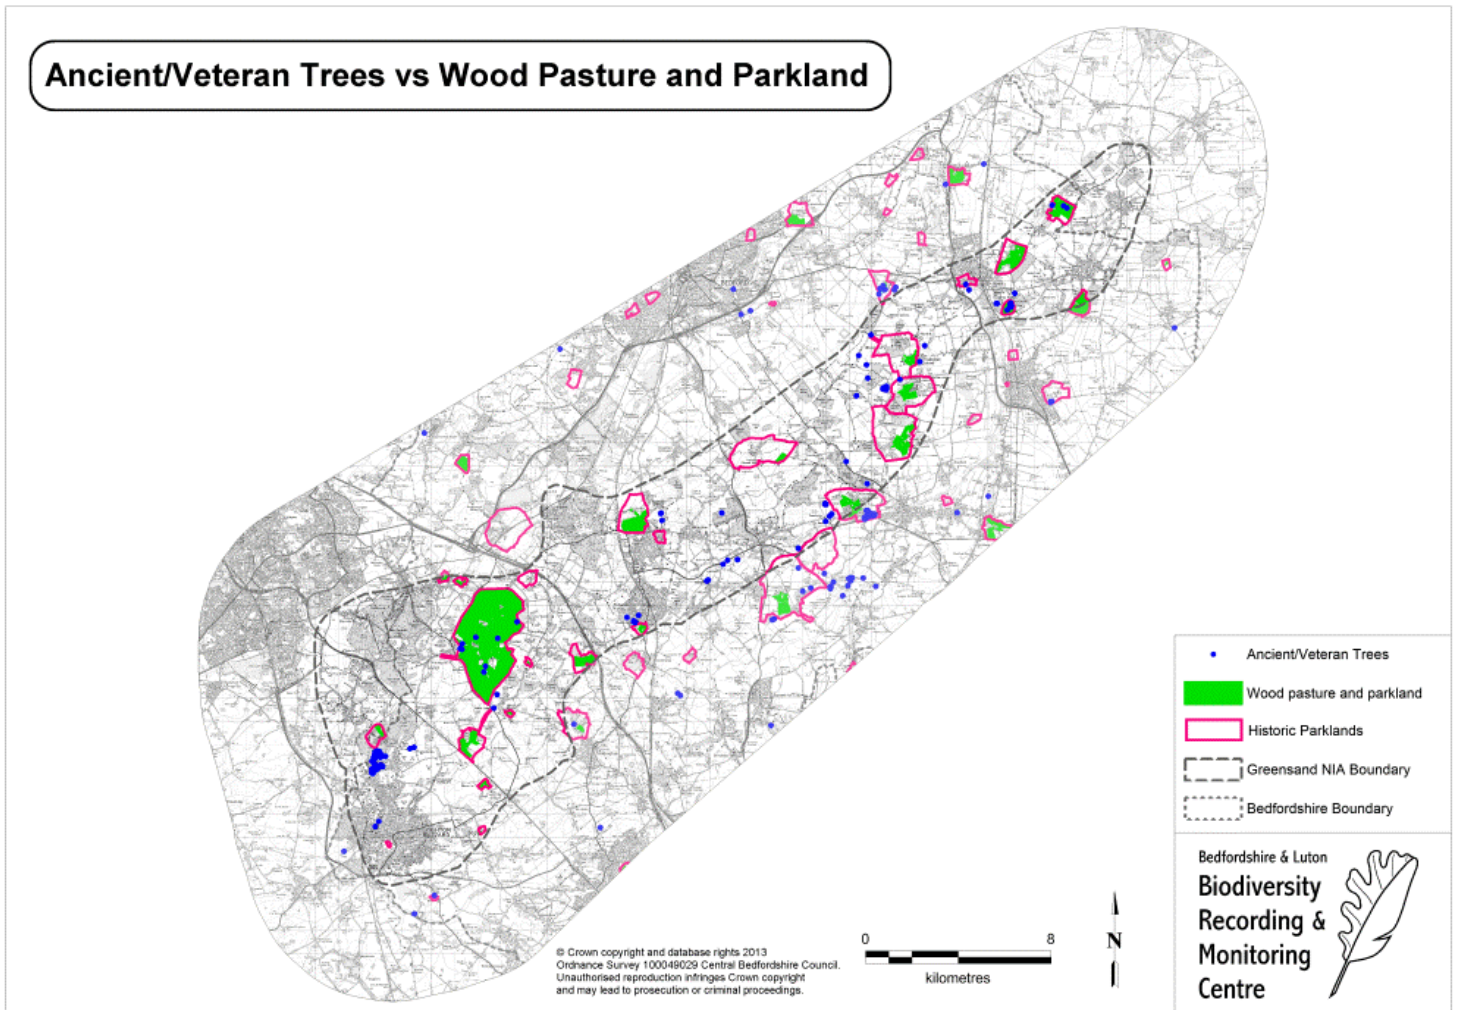 Ancient/Veteran Trees vs Wood Pasture and Parkland
Ancient/Veteran Trees
Wood pasture and parkland
Historic Parklands
Greensand NIA Boundary
Bedfordshire Boundary
Bedfordshire & Luton
Biodiversity
Recording &
Monitoring
Centre
0 8
kilometres
N
© Crown copyright and database rights 2013
Ordnance Survey 100049029 Central Bedfordshire Council.
Unauthorised reproduction infringes Crown copyright
and may lead to prosecution or criminal proceedings.